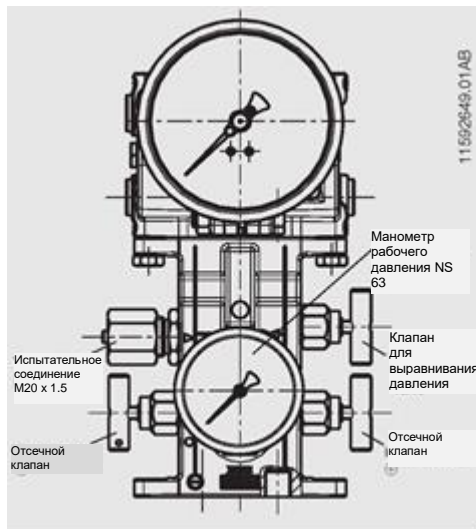 11592649.01AB
Манометр
рабочего
давления NS
63
Клапан
для
выравнивания
давления
Испытательное
соединение
M20 x 1.5
Отсечной
клапан
Отсечной
клапан